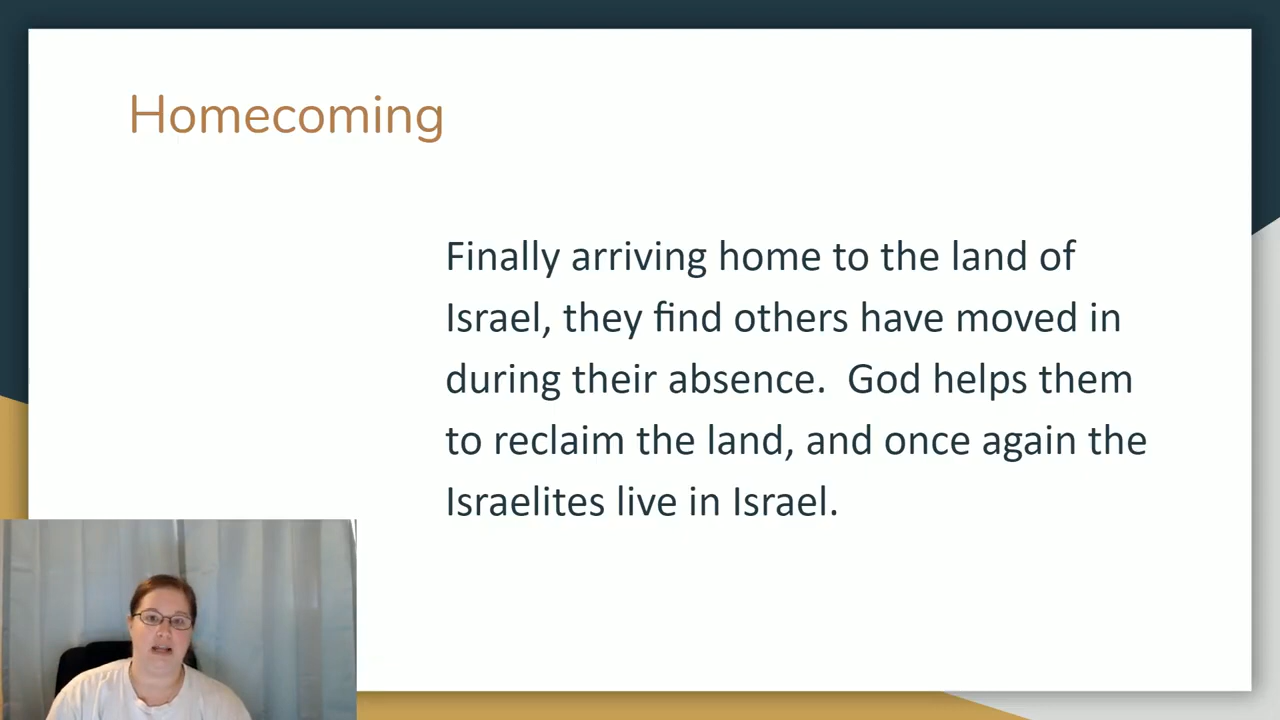 Homecoming
Finally arriving home to the land of
Israel, they find others have moved in
during their absence.  God helps them
to reclaim the land, and once again the
Israelites live in Israel.